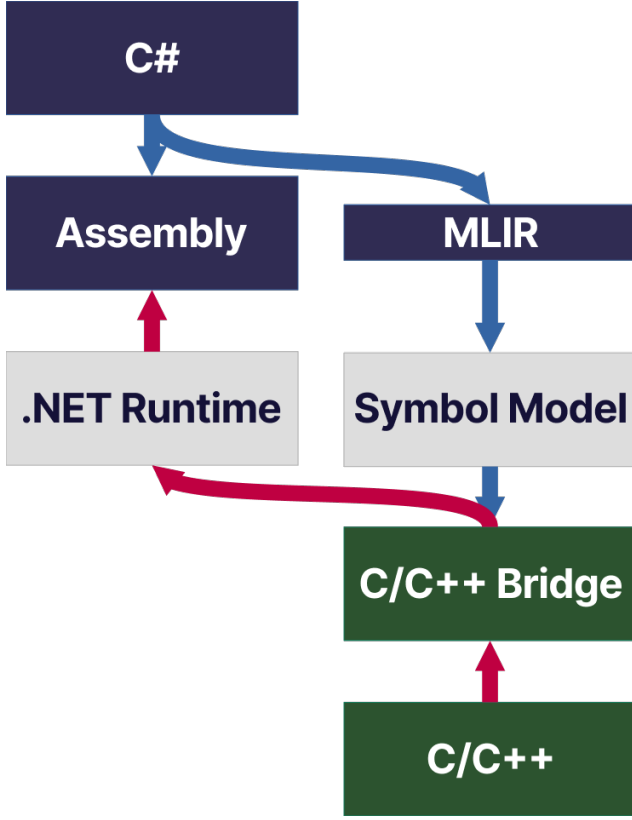 C#
Assembly
MLIR
.NET Runtime
Symbol Model
C/C++ Bridge
C/C++